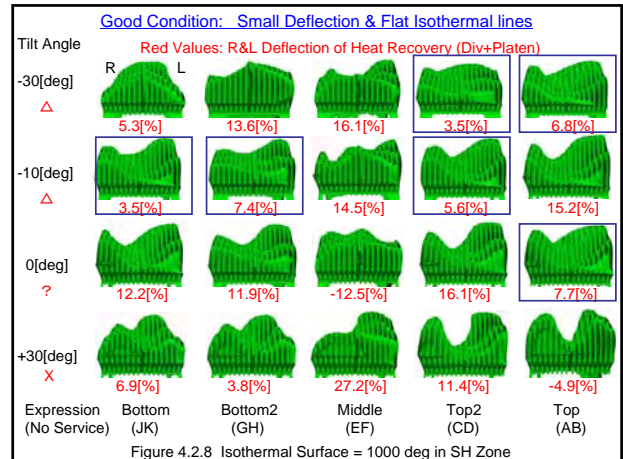 Good Condition: Small Deflection & Flat Isothermal lines
Tilt Angle
Red Values: R&L Deflection of Heat Recovery (Div+Platen)
-30[deg]
△
R L
5.3[%] 13.6[%] 16.1[%] 3.5[%] 6.8[%]
-10[deg]
△
3.5[%] 7.4[%] 14.5[%] 5.6[%] 15.2[%]
0[deg]
?
12.2[%] 11.9[%] -12.5[%] 16.1[%] 7.7[%]
+30[deg]
X
6.9[%] 3.8[%] 27.2[%] 11.4[%] -4.9[%]
Expression Bottom Bottom2 Middle Top2 Top
(No Service) (JK) (GH) (EF) (CD) (AB)
Figure 4.2.8 Isothermal Surface = 1000 deg in SH Zone